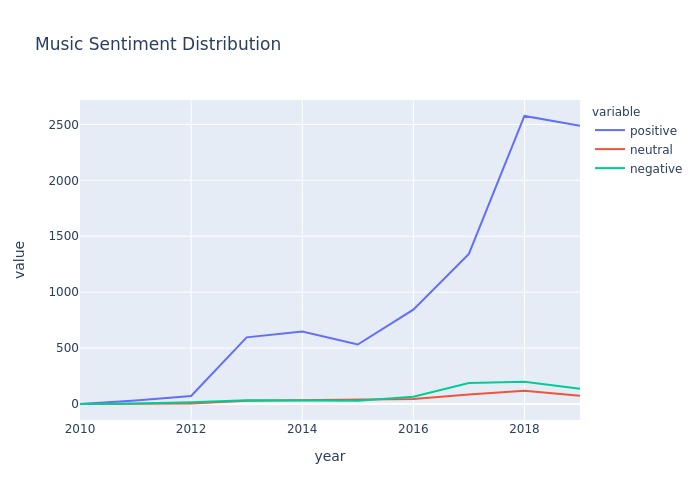 Music Sentiment Distribution
variable
positive
neutral
negative
value
2500
2000
1500
1000
500
0
2010 2012 2014 2016 2018
year